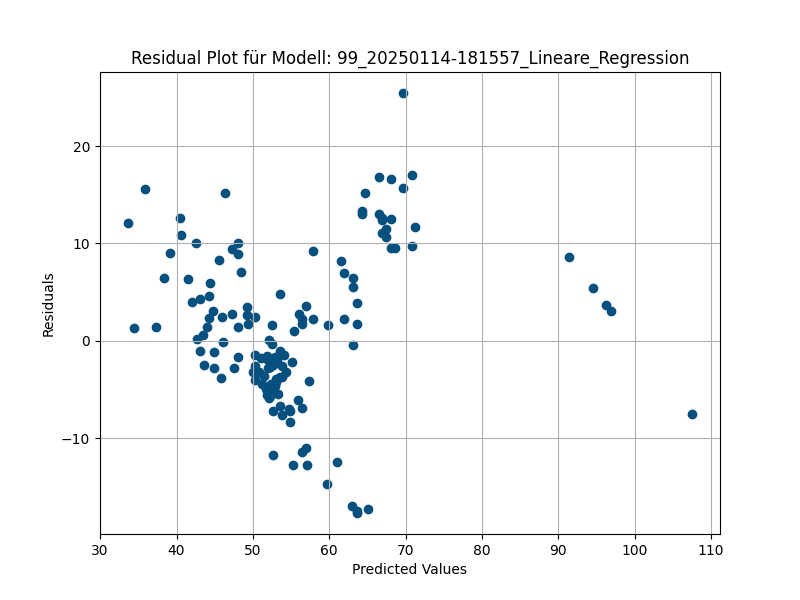 Residual Plot für Modell: 99_20250114-181557_Lineare_Regression
20
10
0
−10
Residuals
30 40 50 60 70 80 90 100 110
Predicted Values